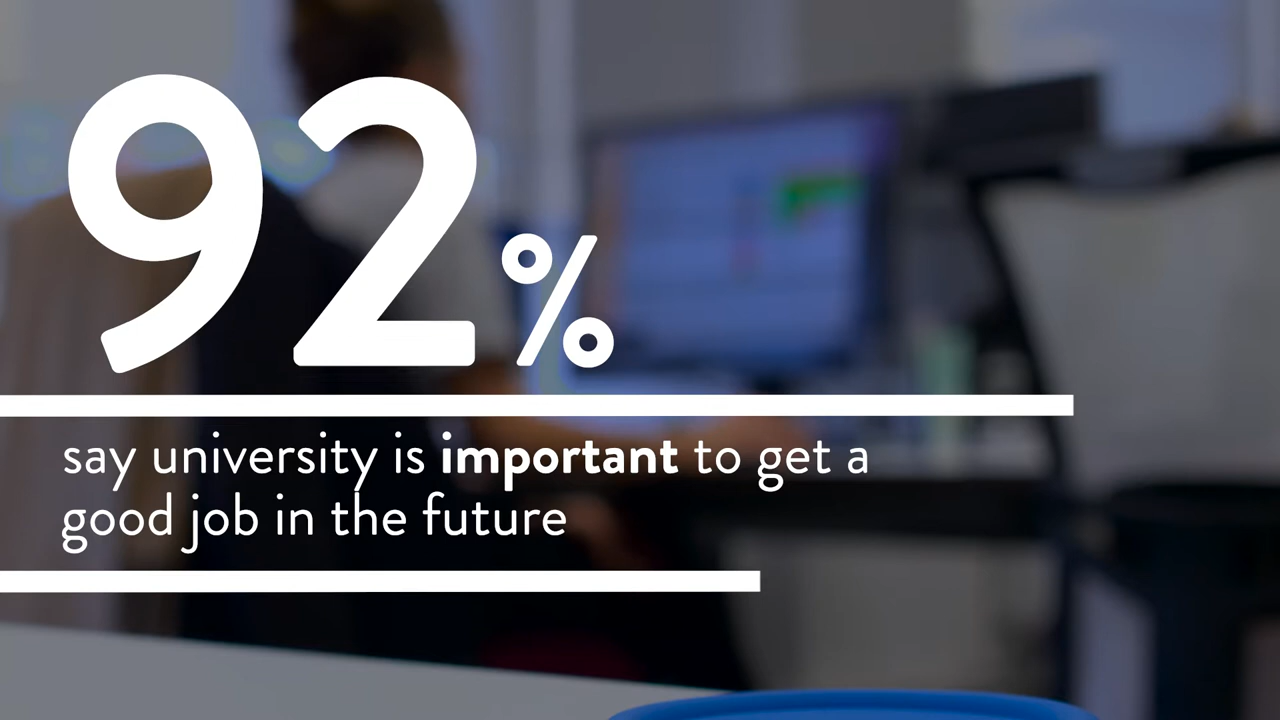 92%
say university is important to get a
good job in the future